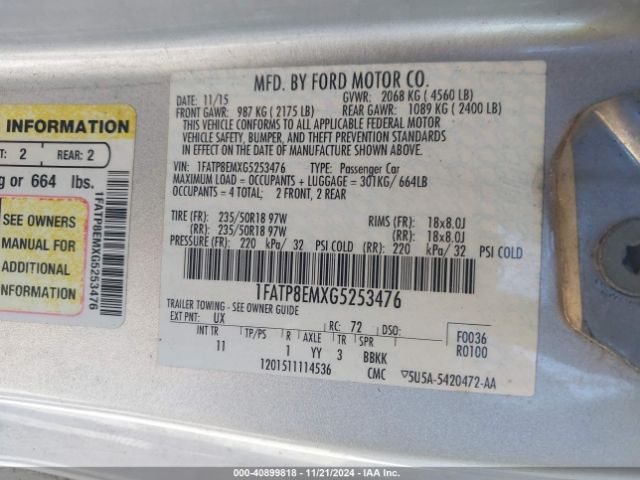 INFORMATION
2 REAR: 2
or 664 lbs.
SEE OWNERS
MANUAL FOR
ADDITIONAL
INFORMATION
1FATP8EMXG5253476
MFD. BY FORD MOTOR CO.
DATE: 11/15 GVWR: 2068 KG ( 4560 LB)
FRONT GAWR: 987 KG ( 2175 LB) REAR GAWR: 1089 KG ( 2400 LB)
THIS VEHICLE CONFORMS TO ALL APPLICABLE FEDERAL MOTOR
VEHICLE SAFETY, BUMPER, AND THEFT PREVENTION STANDARDS
IN EFFECT ON THE DATE OF MANUFACTURE SHOWN ABOVE.
VIN: 1FATP8EMXG5253476 TYPE: Passenger Car
MAXIMUM LOAD = OCCUPANTS + LUGGAGE = 301KG/ 664LB
OCCUPANTS = 4 TOTAL; 2 FRONT, 2 REAR
TIRE (FR): 235/50R18 97W RIMS (FR): 18x8.0J
(RR): 235/50R18 97W (RR): 18x8.0J
PRESSURE (FR): 220 kPa/ 32 PSI COLD (RR): 220 kPa/ 32 PSI COLD
1FATP8EMXG5253476
TRAILER TOWING - SEE OWNER GUIDE
EXT PNT: UX RC: 72 DSO: F0036
INT TR TP/PS R AXLE TR SPR R0100
11 1 YY 3 BBKK
1201511114536 CMC ▽5U5A-5420472-AA
000-40899818 - 11/21/2024 - IAA Inc.